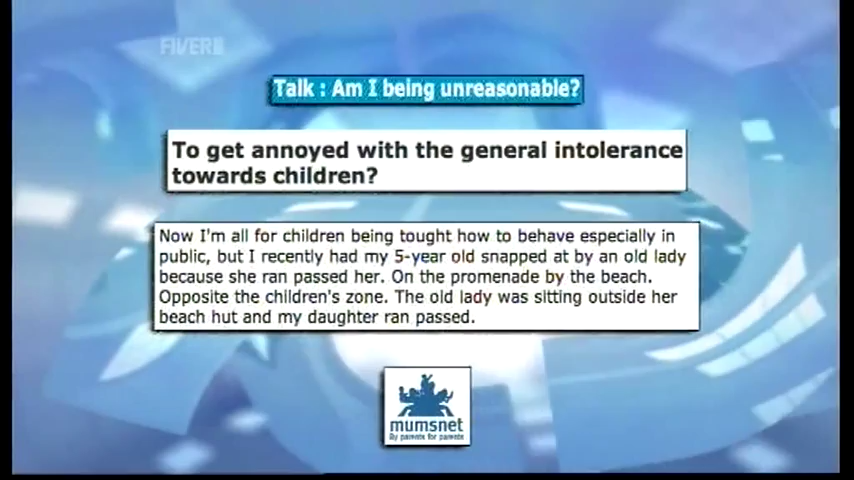 FIVER
Talk : Am I being unreasonable?
To get annoyed with the general intolerance
towards children?
Now I'm all for children being tought how to behave especially in
public, but I recently had my 5-year old snapped at by an old lady
because she ran passed her. On the promenade by the beach.
Opposite the children's zone. The old lady was sitting outside her
beach hut and my daughter ran passed.
mumsnet
By parents for parents